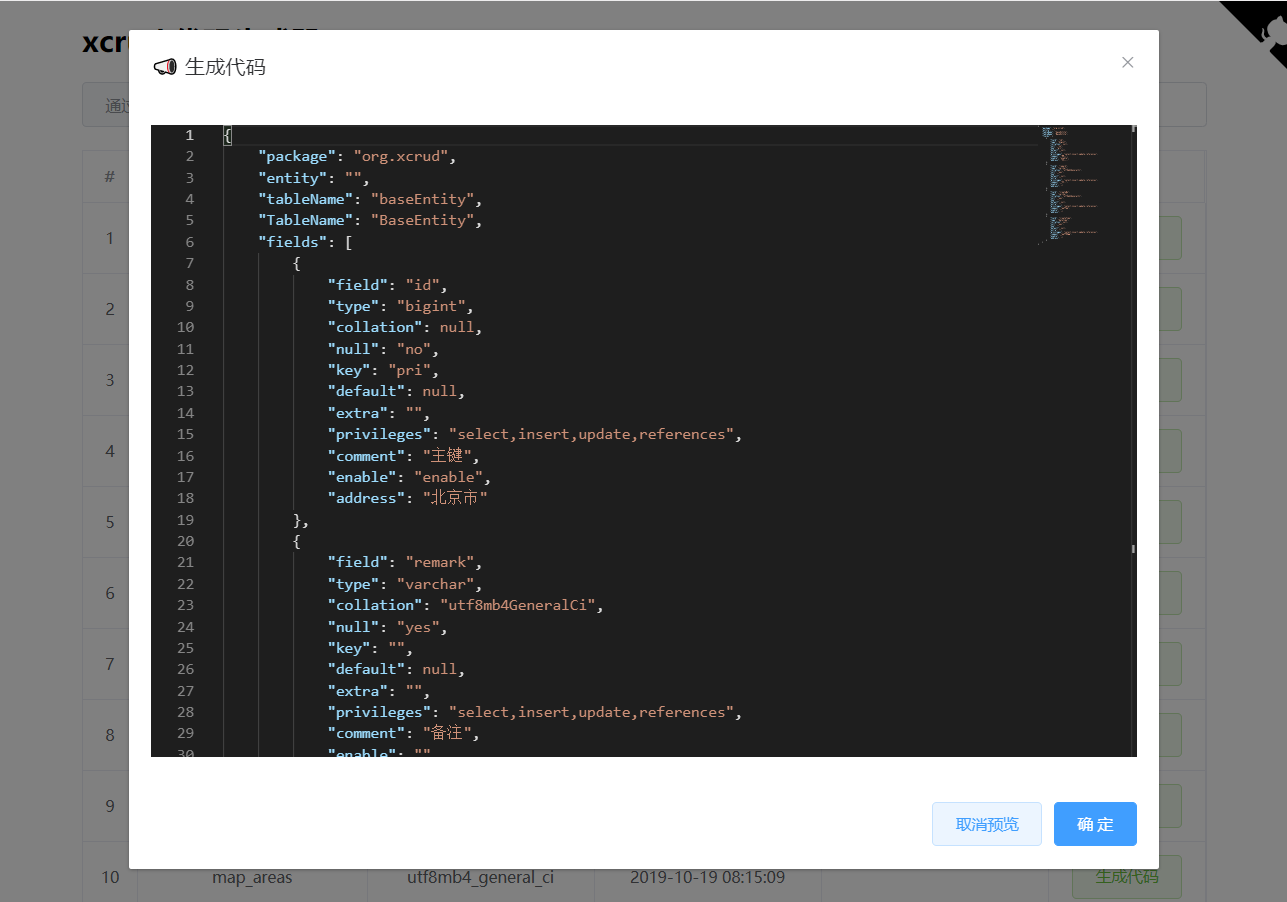 xcr
生成代码
通过
#
1
2
3
4
5
6
7
8
9
10 map_areas utf8mb4_general_ci 2019-10-19 08:15:09 生成代码
1 {
2 "package": "org.xcrud",
3 "entity": "",
4 "tableName": "baseEntity",
5 "TableName": "BaseEntity",
6 "fields": [
7 {
8 "field": "id",
9 "type": "bigint",
10 "collation": null,
11 "null": "no",
12 "key": "pri",
13 "default": null,
14 "extra": "",
15 "privileges": "select,insert,update,references",
16 "comment": "主键",
17 "enable": "enable",
18 "address": "北京市"
19 },
20 {
21 "field": "remark",
22 "type": "varchar",
23 "collation": "utf8mb4GeneralCi",
24 "null": "yes",
25 "key": "",
26 "default": null,
27 "extra": "",
28 "privileges": "select,insert,update,references",
29 "comment": "备注",
30 "enable": ""
取消预览 确 定